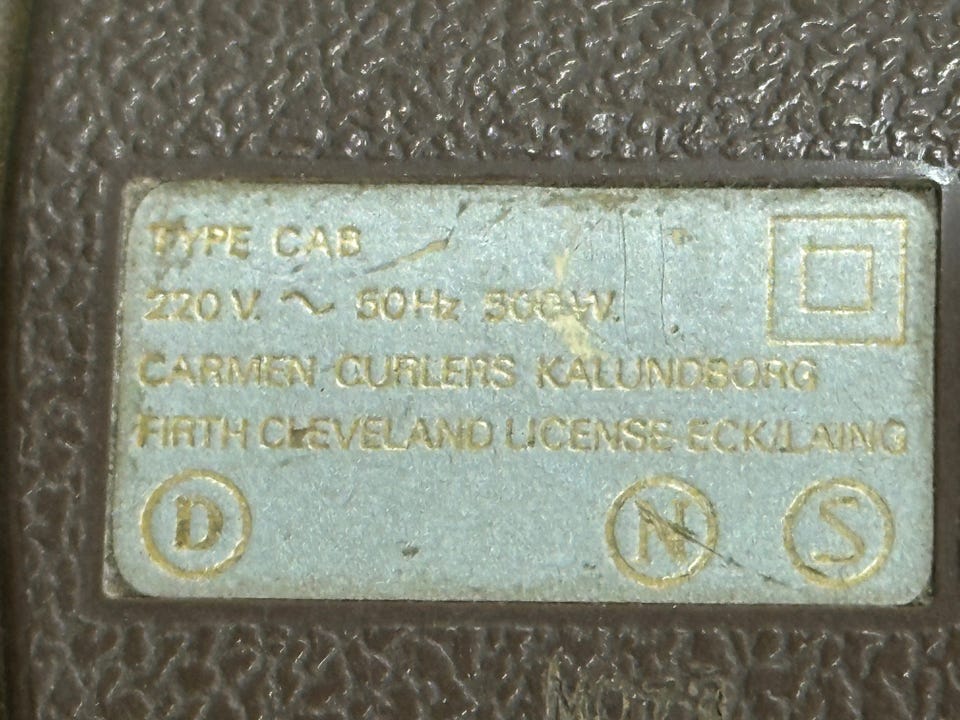 TYPE CAB
220 V. ~ 50 Hz W.
CARMEN CURLERS KALUNDBORG
FIRTH CLEVELAND LICENSE ECK/LAING
D N S